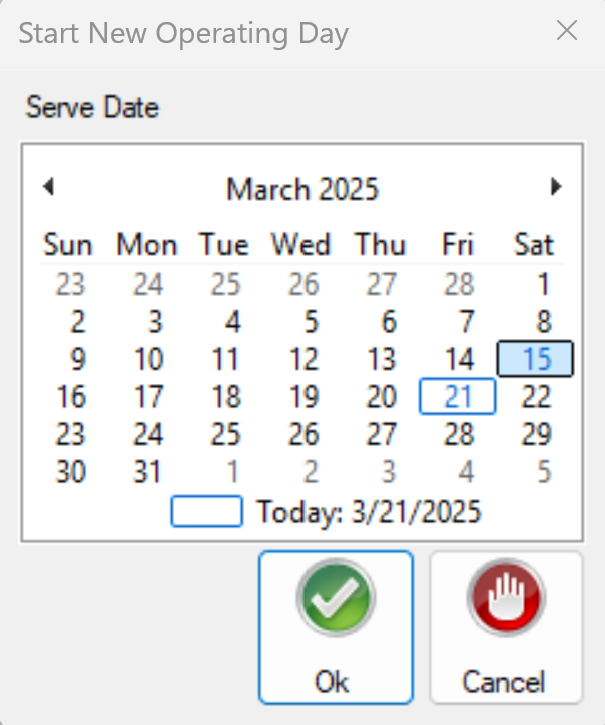 Start New Operating Day
Serve Date
March 2025
Sun Mon Tue Wed Thu Fri Sat
23 24 25 26 27 28 1
2 3 4 5 6 7 8
9 10 11 12 13 14 15
16 17 18 19 20 21 22
23 24 25 26 27 28 29
30 31 1 2 3 4 5
Today: 3/21/2025
Ok Cancel